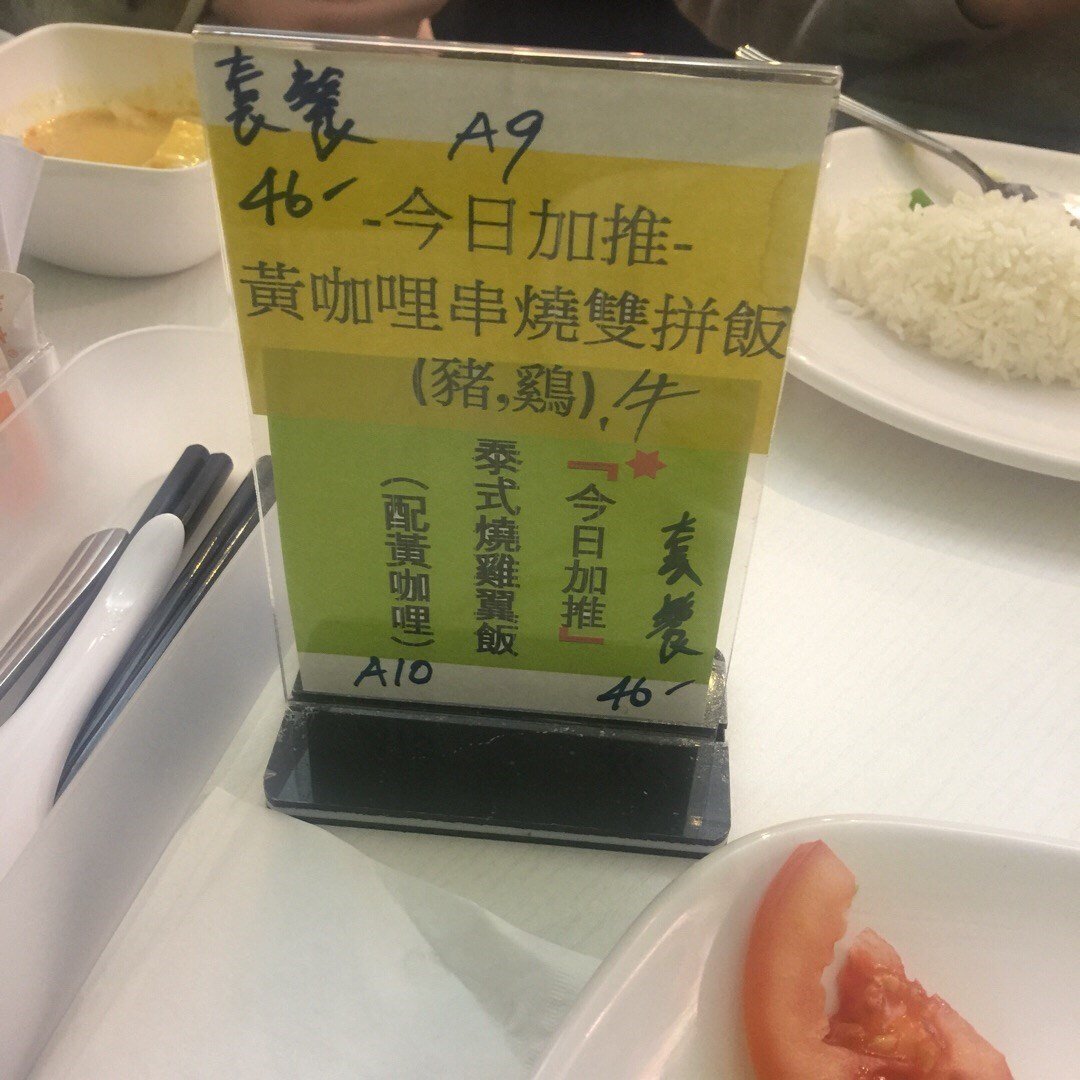 套餐 A9
46-
-今日加推-
黃咖哩串燒雙拼飯
(豬,鷄),牛
套餐
『今日加推』
泰式燒雞翼飯
（配黃咖哩）
A10
46-